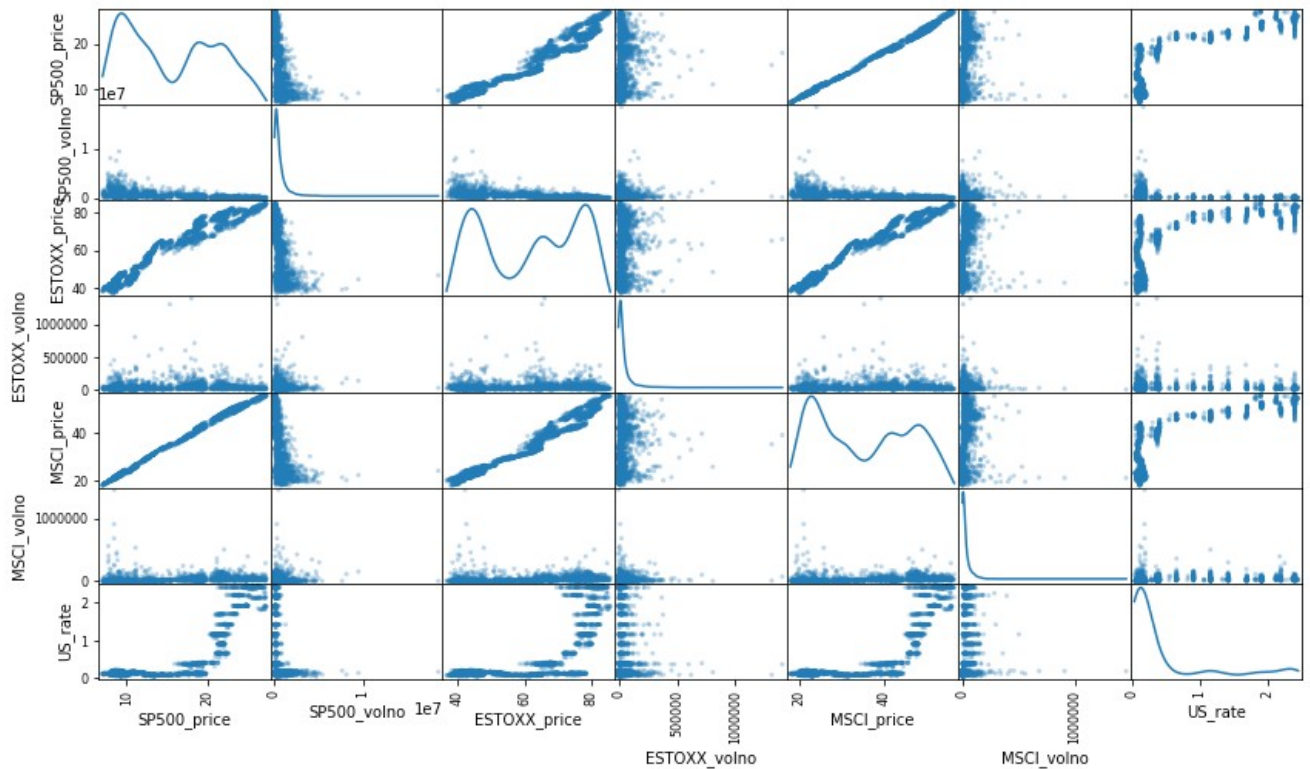 SP500_price
20
10
1e7
SP500_volno
1
0
ESTOXX_price
80
60
40
ESTOXX_volno
1000000
500000
0
MSCI_price
40
20
MSCI_volno
1000000
0
US_rate
2
1
0
10 20 0 1 40 60 80 0 500000 1000000 20 40 0 1000000 0 1 2
SP500_price SP500_volno 1e7 ESTOXX_price MSCI_price US_rate
ESTOXX_volno MSCI_volno